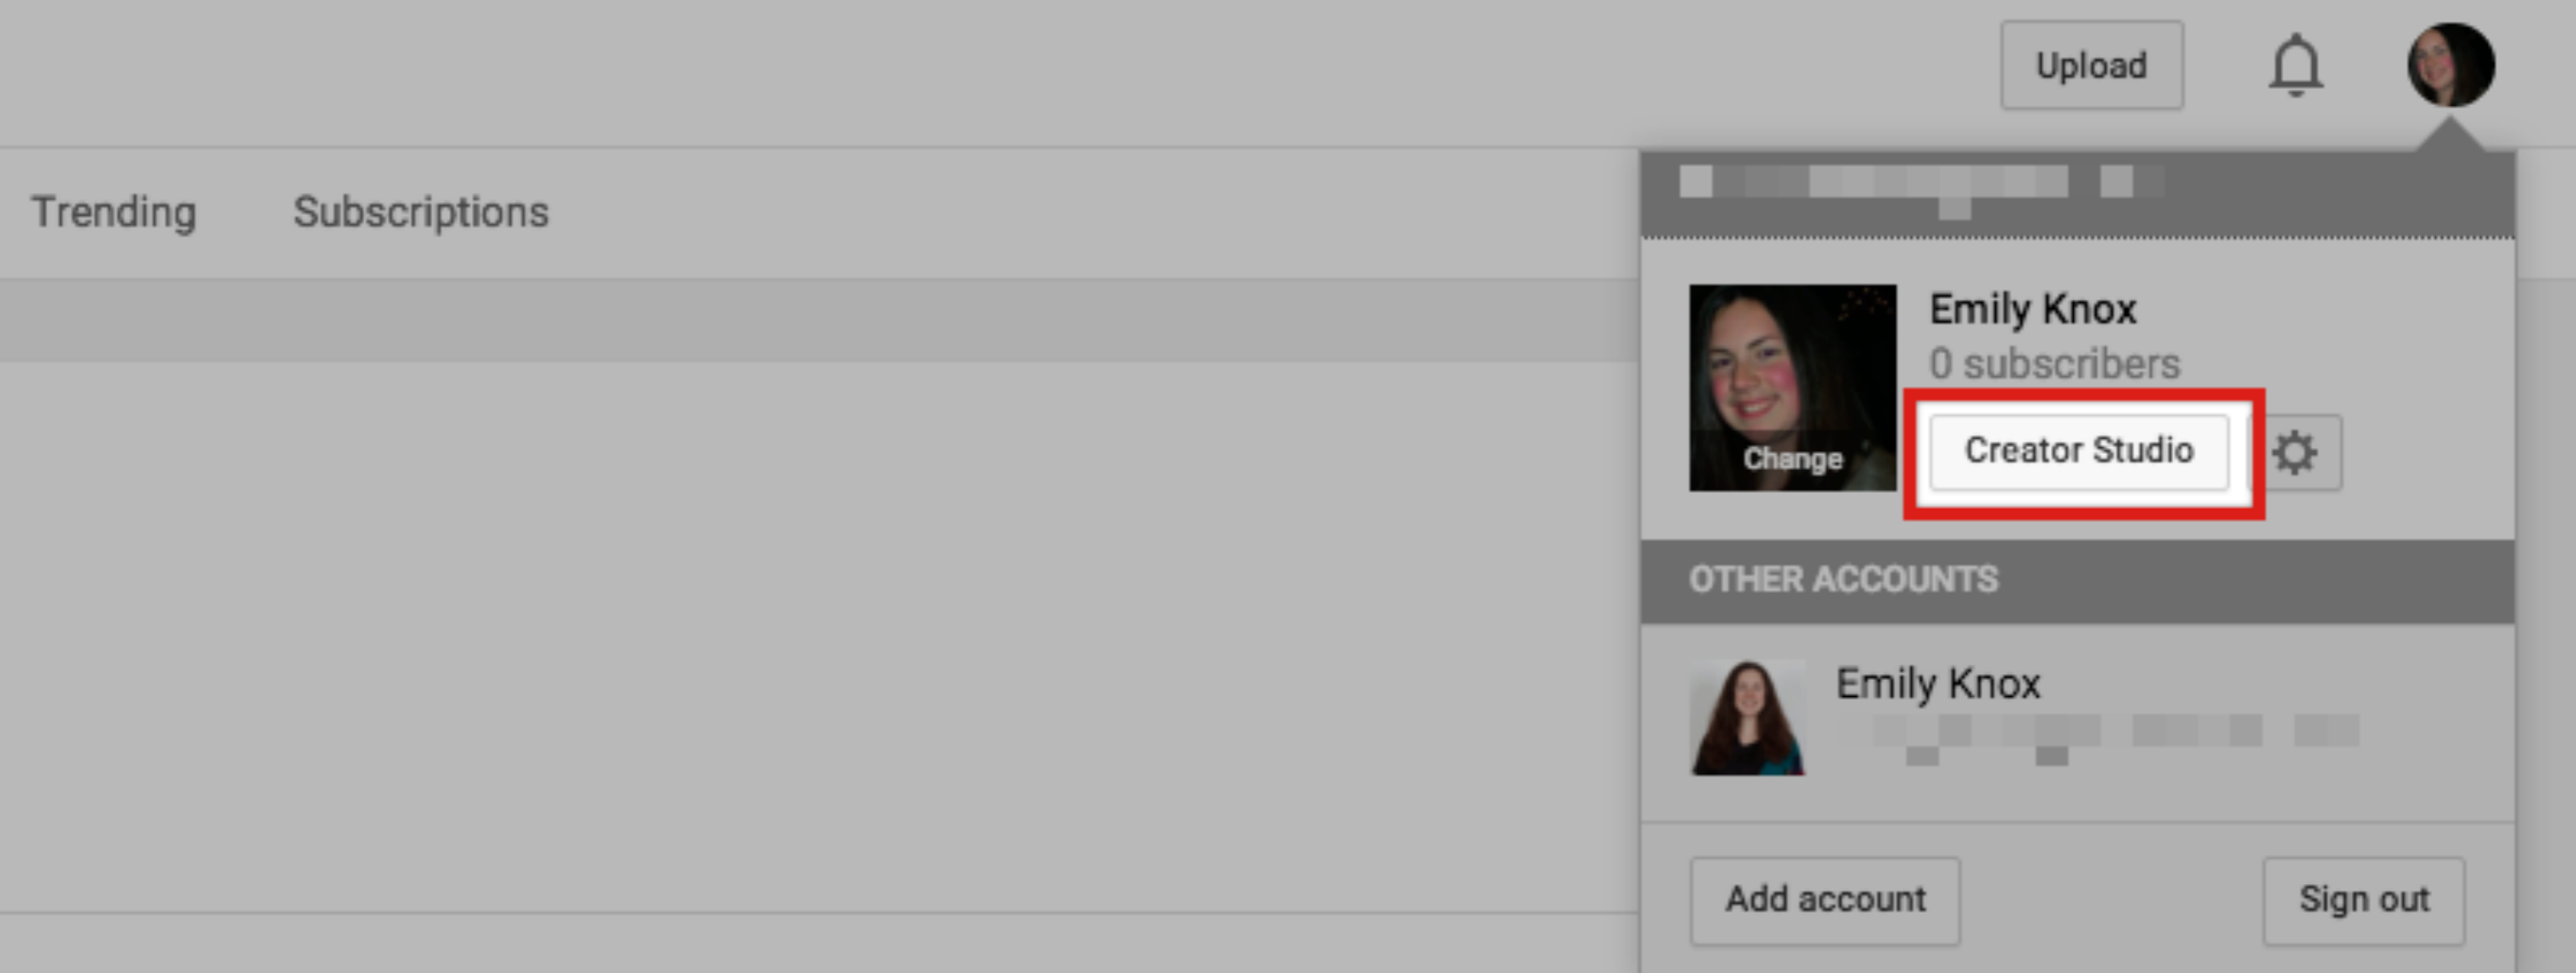 Upload
Trending Subscriptions
Emily Knox
0 subscribers
Change
Creator Studio
OTHER ACCOUNTS
Emily Knox
Add account
Sign out